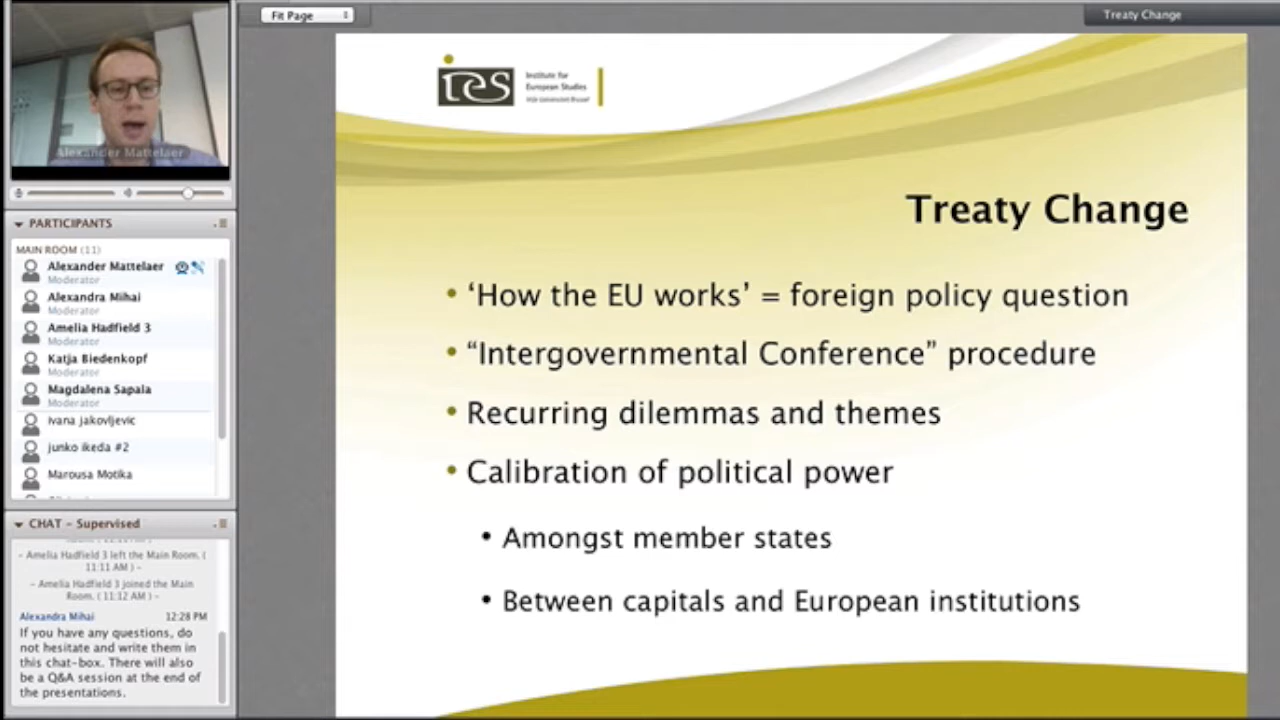 Fit Page
Treaty Change
Alexander Mattelaer
PARTICIPANTS
MAIN ROOM (11)
Alexander Mattelaer
Moderator
Alexandra Mihai
Moderator
Amelia Hadfield 3
Moderator
Katja Biedenkopf
Moderator
Magdalena Sapala
Moderator
ivana jakovljevic
junko ikeda #2
Marousa Motika
CHAT - Supervised
- Amelia Hadfield 3 left the Main Room. (
11:11 AM ) -
- Amelia Hadfield 3 joined the Main
Room. ( 11:12 AM ) -
Alexandra Mihai 12:28 PM
If you have any questions, do
not hesitate and write them in
this chat-box. There will also
be a Q&A session at the end of
the presentations.
ies
Institute for
European Studies
Treaty Change
• ‘How the EU works’ = foreign policy question
• “Intergovernmental Conference” procedure
• Recurring dilemmas and themes
• Calibration of political power
• Amongst member states
• Between capitals and European institutions